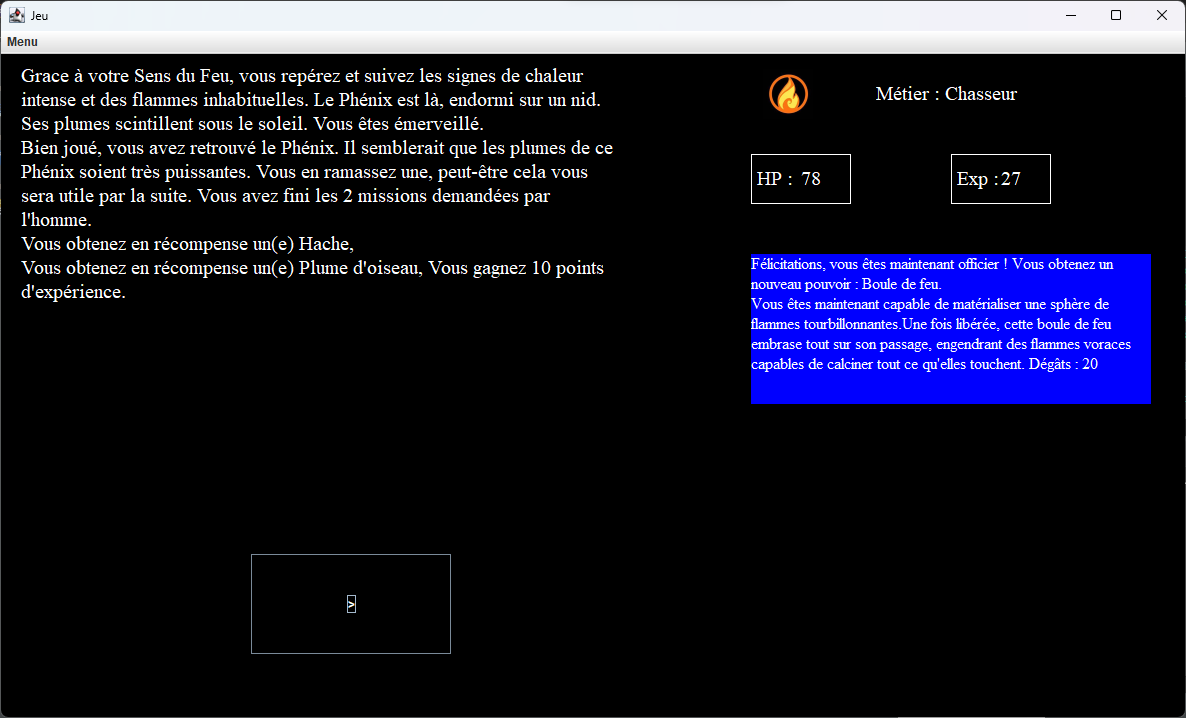 Jeu
Menu
Grace à votre Sens du Feu, vous repérez et suivez les signes de chaleur
intense et des flammes inhabituelles. Le Phénix est là, endormi sur un nid.
Ses plumes scintillent sous le soleil. Vous êtes émerveillé.
Bien joué, vous avez retrouvé le Phénix. Il semblerait que les plumes de ce
Phénix soient très puissantes. Vous en ramassez une, peut-être cela vous
sera utile par la suite. Vous avez fini les 2 missions demandées par
l'homme.
Vous obtenez en récompense un(e) Hache,
Vous obtenez en récompense un(e) Plume d'oiseau, Vous gagnez 10 points
d'expérience.
Métier : Chasseur
HP : 78
Exp :27
Félicitations, vous êtes maintenant officier ! Vous obtenez un
nouveau pouvoir : Boule de feu.
Vous êtes maintenant capable de matérialiser une sphère de
flammes tourbillonnantes.Une fois libérée, cette boule de feu
embrase tout sur son passage, engendrant des flammes voraces
capables de calciner tout ce qu'elles touchent. Dégâts : 20
>